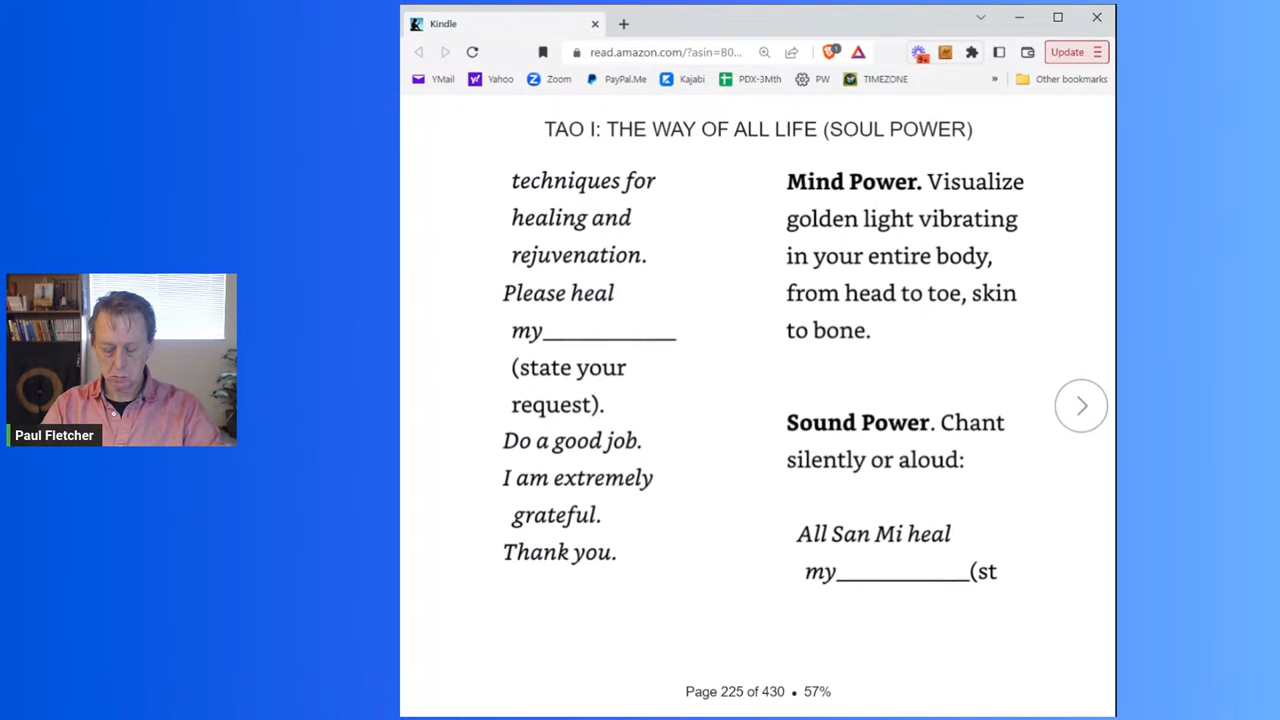 Kindle
read.amazon.com/?asin=B0...
1
9+
Update
YMail
Yahoo
Zoom
PayPal.Me
Kajabi
PDX-3Mth
PW
TIMEZONE
»
Other bookmarks
TAO I: THE WAY OF ALL LIFE (SOUL POWER)
techniques for
healing and
rejuvenation.
Please heal
my____________
(state your
request).
Do a good job.
I am extremely
grateful.
Thank you.
Mind Power. Visualize
golden light vibrating
in your entire body,
from head to toe, skin
to bone.
Sound Power. Chant
silently or aloud:
All San Mi heal
my____________(st
Page 225 of 430 • 57%
Paul Fletcher